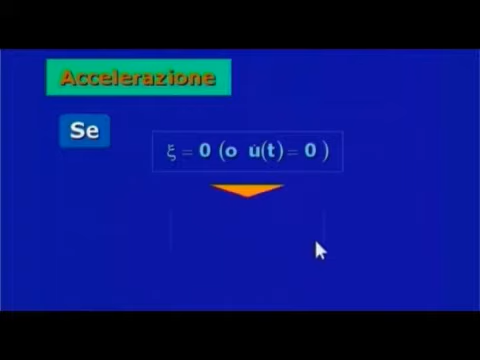 Accelerazione
Se
ξ = 0 (o u̇(t) = 0 )